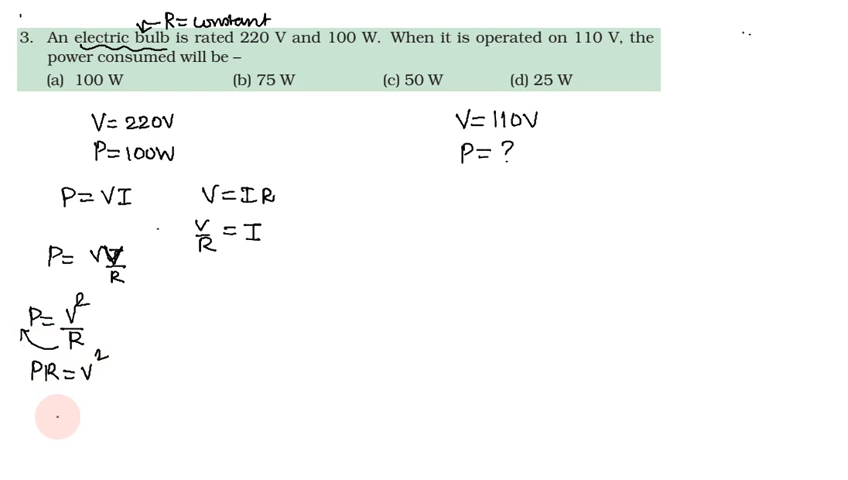 R = constant
3. An electric bulb is rated 220 V and 100 W. When it is operated on 110 V, the
power consumed will be –
(a) 100 W (b) 75 W (c) 50 W (d) 25 W
V = 220V V = 110V
P = 100W P = ?
P = VI V = IR
V/R = I
P = V V/R
P = V²/R
PR = V²